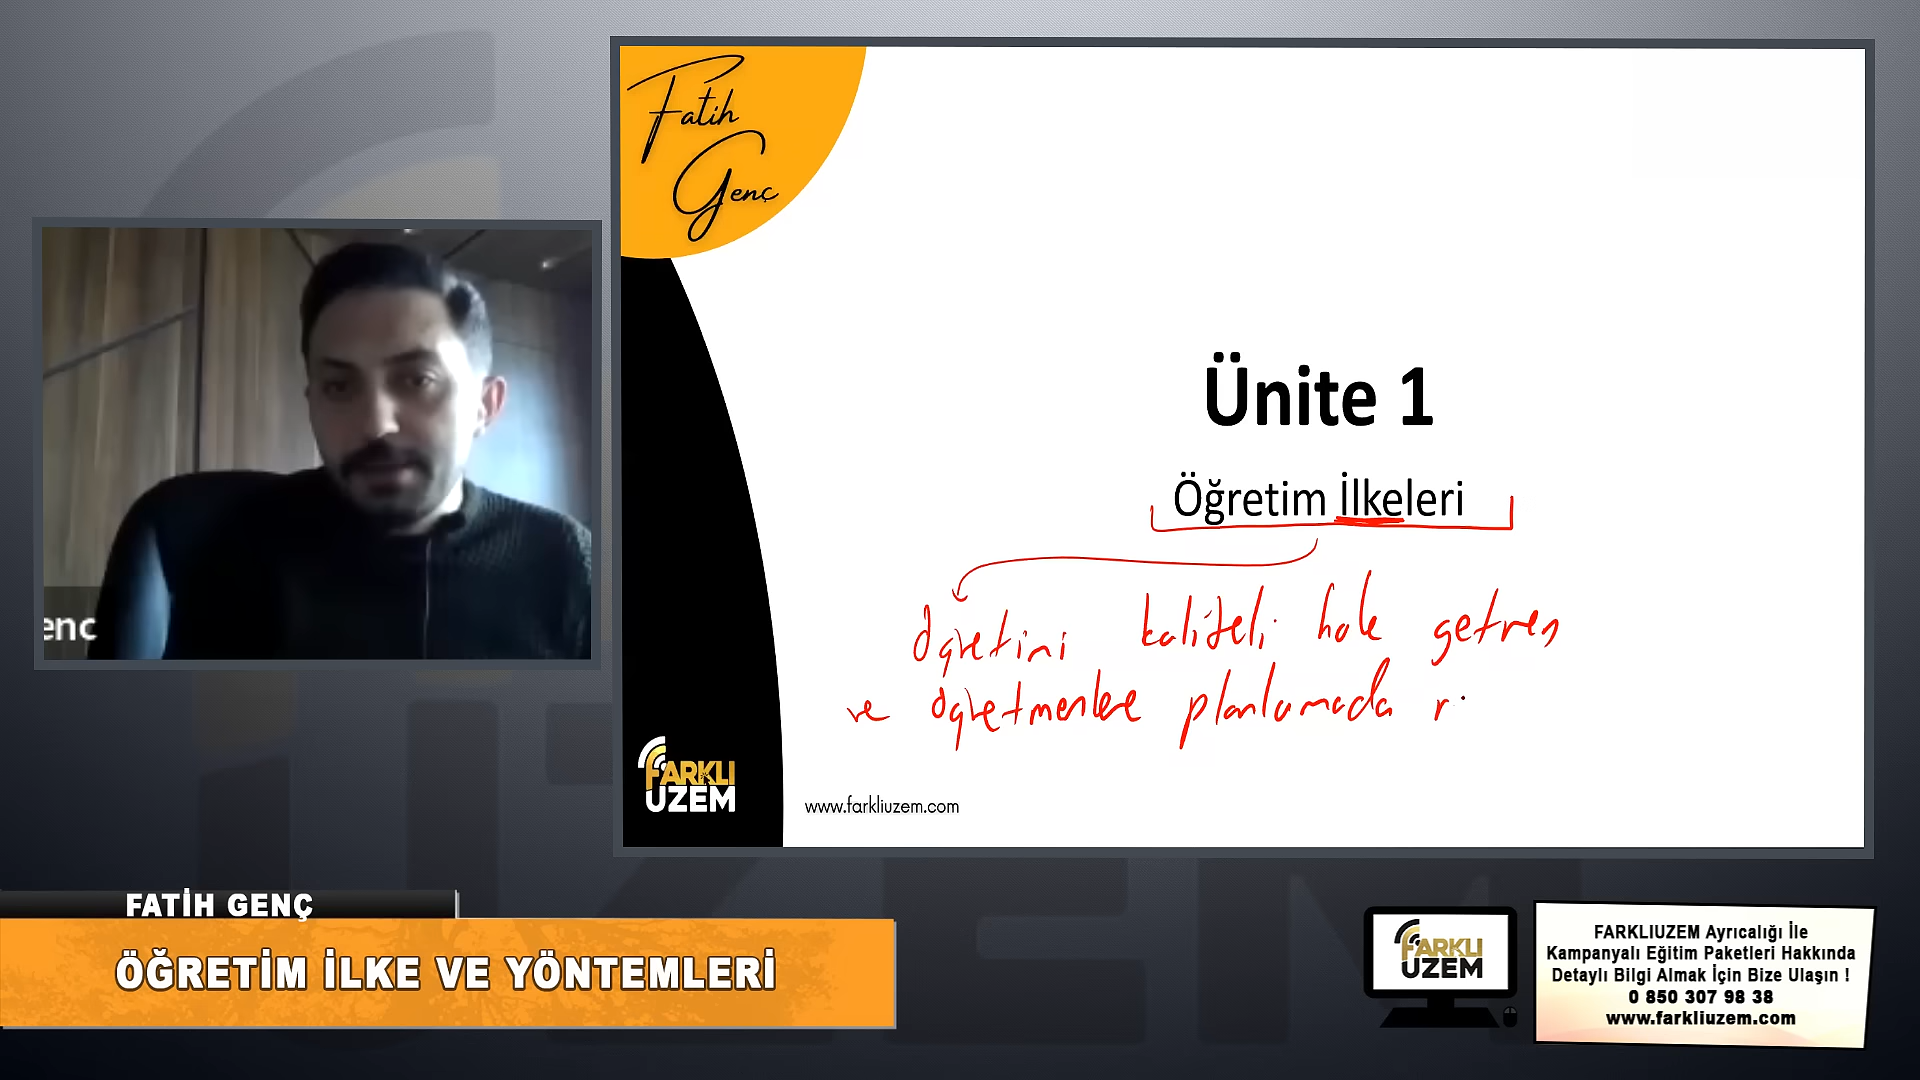 Fatih
Genç
Ünite 1
Öğretim İlkeleri
öğretimi kaliteli hale getiren
ve öğretmenlere planlamada r
FARKLI
UZEM
www.farkliuzem.com
enc
FATİH GENÇ
ÖĞRETİM İLKE VE YÖNTEMLERİ
FARKLI
UZEM
FARKLIUZEM Ayrıcalığı İle
Kampanyalı Eğitim Paketleri Hakkında
Detaylı Bilgi Almak İçin Bize Ulaşın !
0 850 307 98 38
www.farkliuzem.com